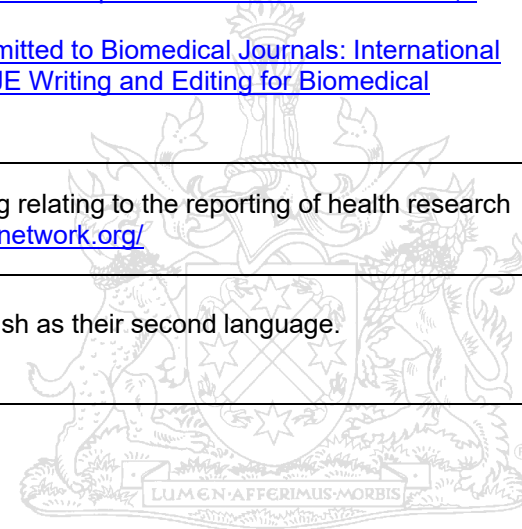 mitted to Biomedical Journals: International
JE Writing and Editing for Biomedical
g relating to the reporting of health research
network.org/
sh as their second language.
LUMEN·AFFERIMUS·MORBIS